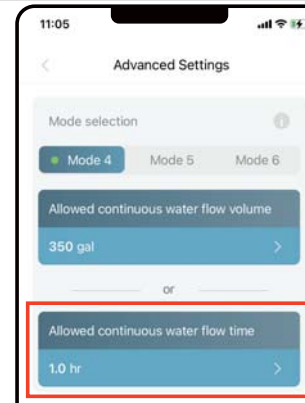 11:05
Advanced Settings
Mode selection
Mode 4 Mode 5 Mode 6
Allowed continuous water flow volume
350 gal
or
Allowed continuous water flow time
1.0 hr